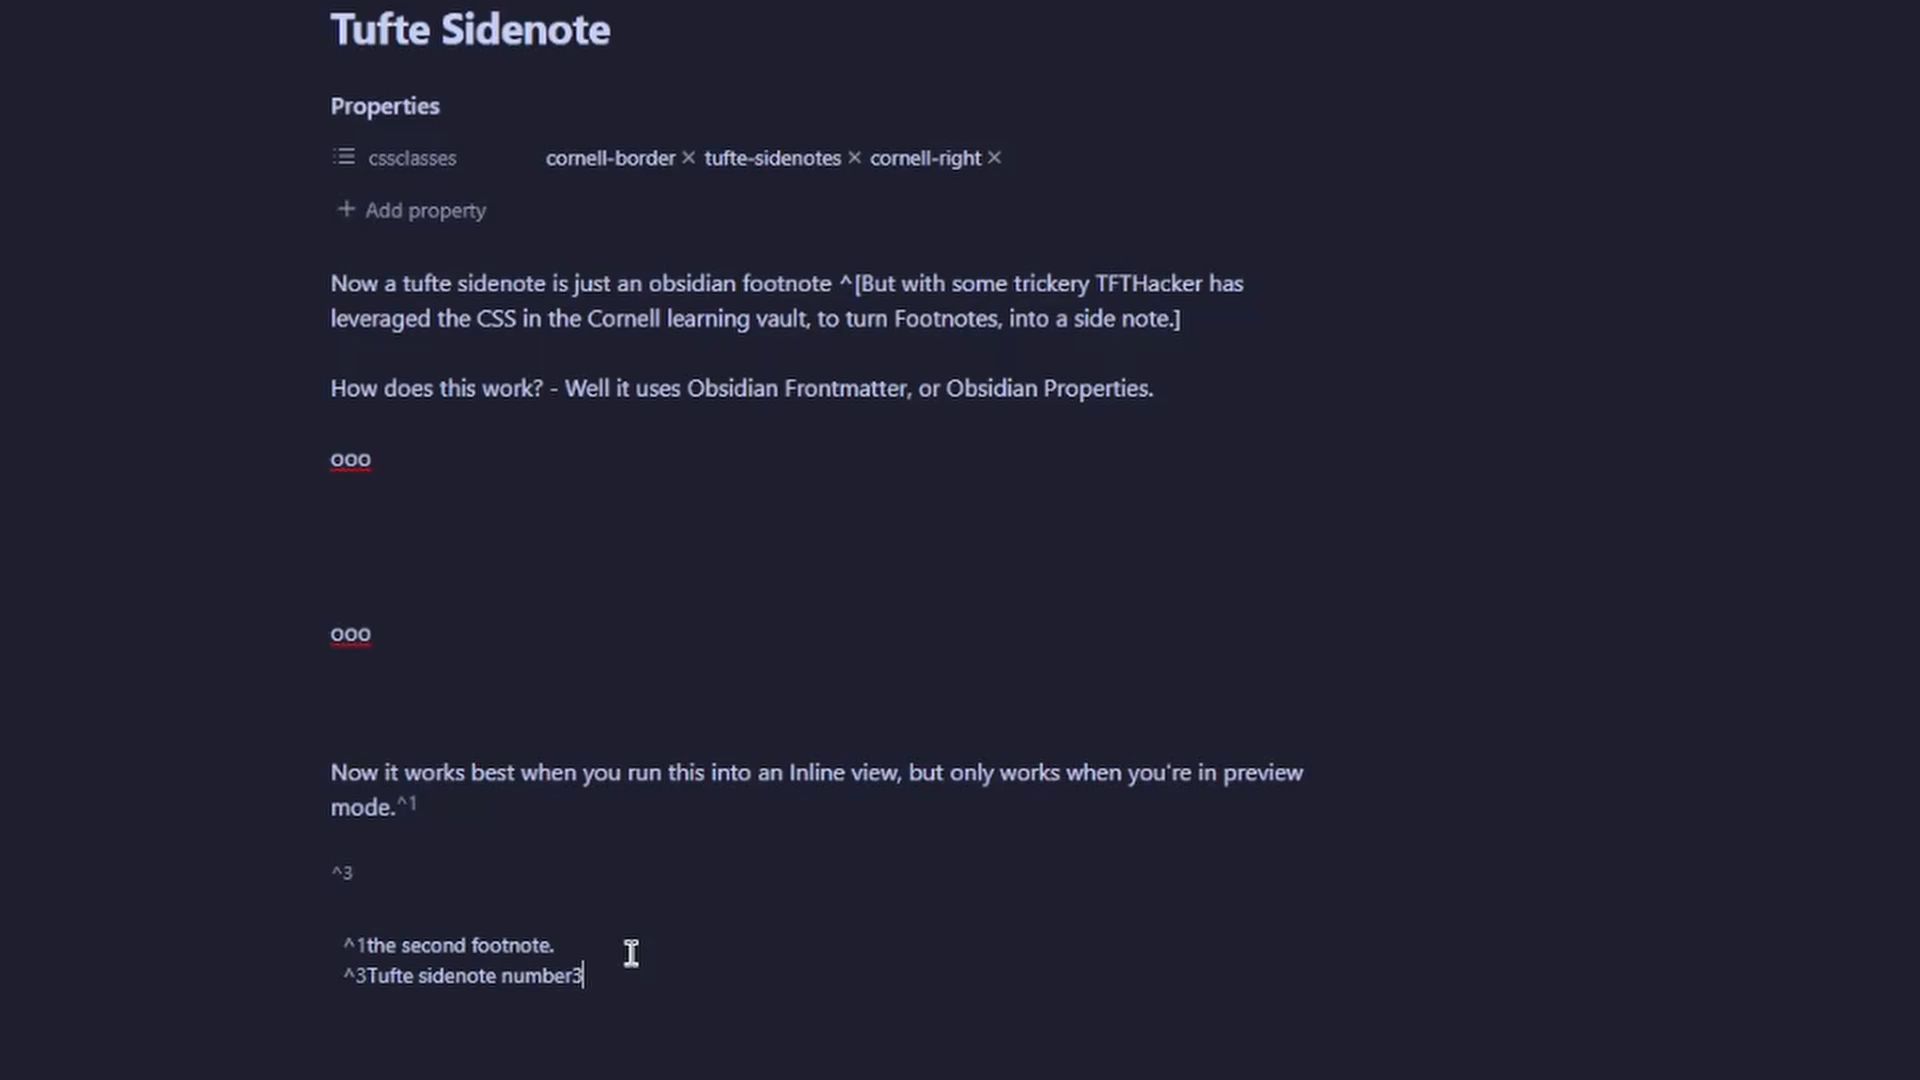 Tufte Sidenote
Properties
cssclasses cornell-border × tufte-sidenotes × cornell-right ×
+ Add property
Now a tufte sidenote is just an obsidian footnote ^[But with some trickery TFTHacker has
leveraged the CSS in the Cornell learning vault, to turn Footnotes, into a side note.]
How does this work? - Well it uses Obsidian Frontmatter, or Obsidian Properties.
ooo
ooo
Now it works best when you run this into an Inline view, but only works when you're in preview
mode.^1
^3
^1the second footnote.
^3Tufte sidenote number3